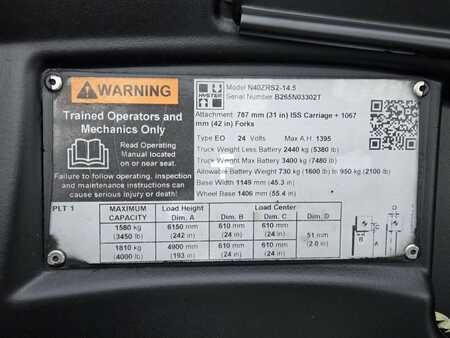 WARNING
Trained Operators and
Mechanics Only
Read Operating
Manual located on
on or near seat.
Failure to follow operating, inspection
and maintenance instructions can
cause serious injury or death!
HYSTER
Model N40ZRS2-14.5
Serial Number B265N03302T
Attachment 787 mm (31 in) ISS Carriage + 1067
mm (42 in) Forks
Type EO 24 Volts Max A.H. 1395
Truck Weight Less Battery 2440 kg (5380 lb)
Truck Weight Max Battery 3400 kg (7480 lb)
Allowable Battery Weight 730 kg (1600 lb) to 950 kg (2100 lb)
Base Width 1149 mm (45.3 in)
Wheel Base 1406 mm (55.4 in)
PLT 1
MAXIMUM CAPACITY
Load Height Dim. A
Load Center
Dim. B Dim. C Dim. D
1580 kg 6150 mm 610 mm 610 mm
(3450 lb) (242 in) (24 in) (24 in)
1810 kg 4900 mm 610 mm 610 mm
(4000 lb) (193 in) (24 in) (24 in)
51 mm
(2.0 in)
D
B
A
C